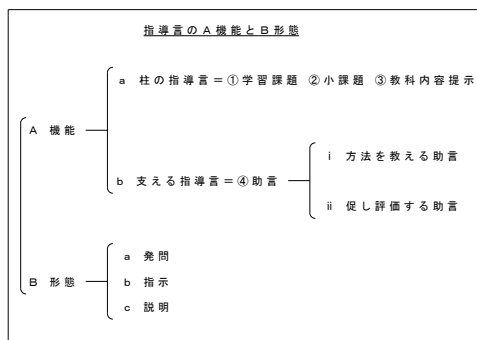 指導言のA機能とB形態
a 柱の指導言＝①学習課題 ②小課題 ③教科内容提示
A 機能
i 方法を教える助言
b 支える指導言＝④助言
ii 促し評価する助言
a 発問
B 形態
b 指示
c 説明